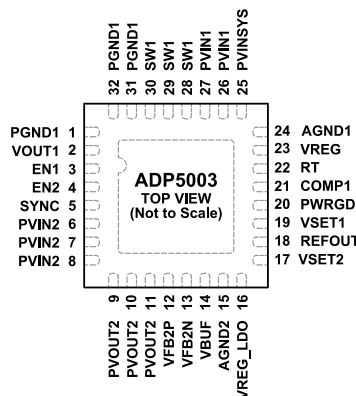 32 PGND1
31 PGND1
30 SW1
29 SW1
28 SW1
27 PVIN1
26 PVIN1
25 PVINSYS
PGND1 1
VOUT1 2
EN1 3
EN2 4
SYNC 5
PVIN2 6
PVIN2 7
PVIN2 8
ADP5003
TOP VIEW
(Not to Scale)
24 AGND1
23 VREG
22 RT
21 COMP1
20 PWRGD
19 VSET1
18 REFOUT
17 VSET2
PVOUT2 9
PVOUT2 10
PVOUT2 11
VFB2P 12
VFB2N 13
VBUF 14
AGND2 15
VREG_LDO 16